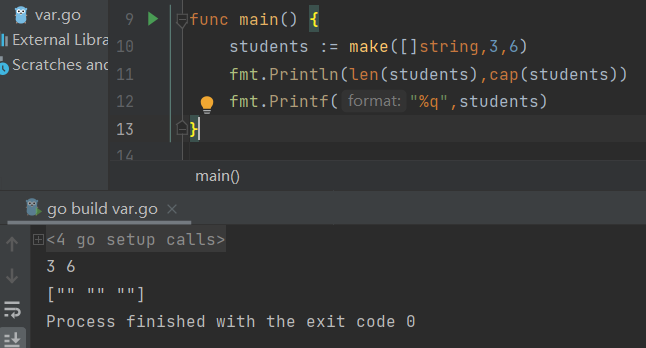 var.go
External Libra
Scratches and
9 func main() {
10 students := make([]string,3,6)
11 fmt.Println(len(students),cap(students))
12 fmt.Printf( format: "%q",students)
13 }
14
main()
go build var.go ×
<4 go setup calls>
3 6
["" "" ""]
Process finished with the exit code 0